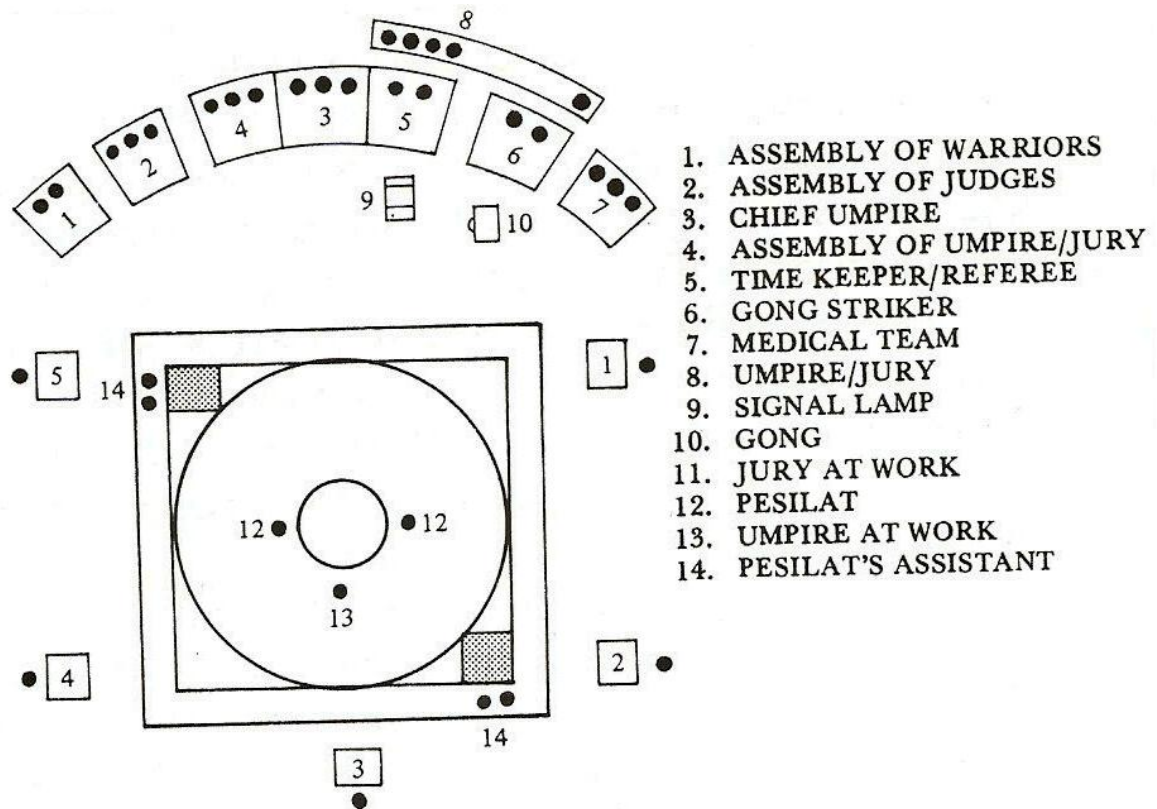 8
4 3 5
2 6
1 9 10 7
1. ASSEMBLY OF WARRIORS
2. ASSEMBLY OF JUDGES
3. CHIEF UMPIRE
4. ASSEMBLY OF UMPIRE/JURY
5. TIME KEEPER/REFEREE
6. GONG STRIKER
7. MEDICAL TEAM
8. UMPIRE/JURY
9. SIGNAL LAMP
10. GONG
11. JURY AT WORK
12. PESILAT
13. UMPIRE AT WORK
14. PESILAT'S ASSISTANT
5 14 1
12 12
13
4 2
14
3